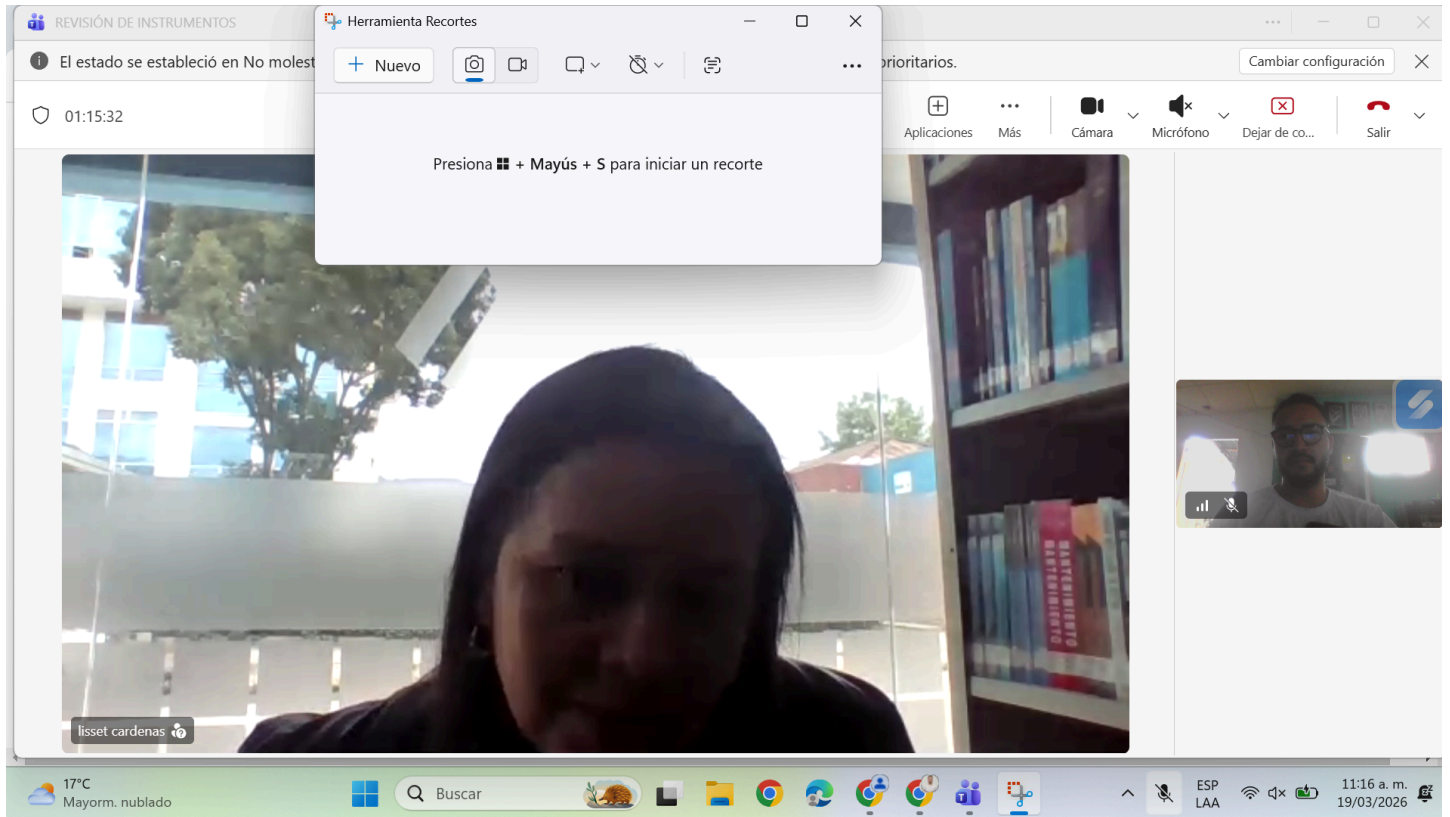 REVISIÓN DE INSTRUMENTOS
Herramienta Recortes
El estado se estableció en No molest
Nuevo
prioritarios.
Cambiar configuración
01:15:32
Aplicaciones
Más
Cámara
Micrófono
Dejar de co...
Salir
Presiona + Mayús + S para iniciar un recorte
MANTENIMIENTO
MANTENIMIENTO
lisset cardenas
17°C
Mayorm. nublado
Buscar
ESP
LAA
11:16 a. m.
19/03/2026